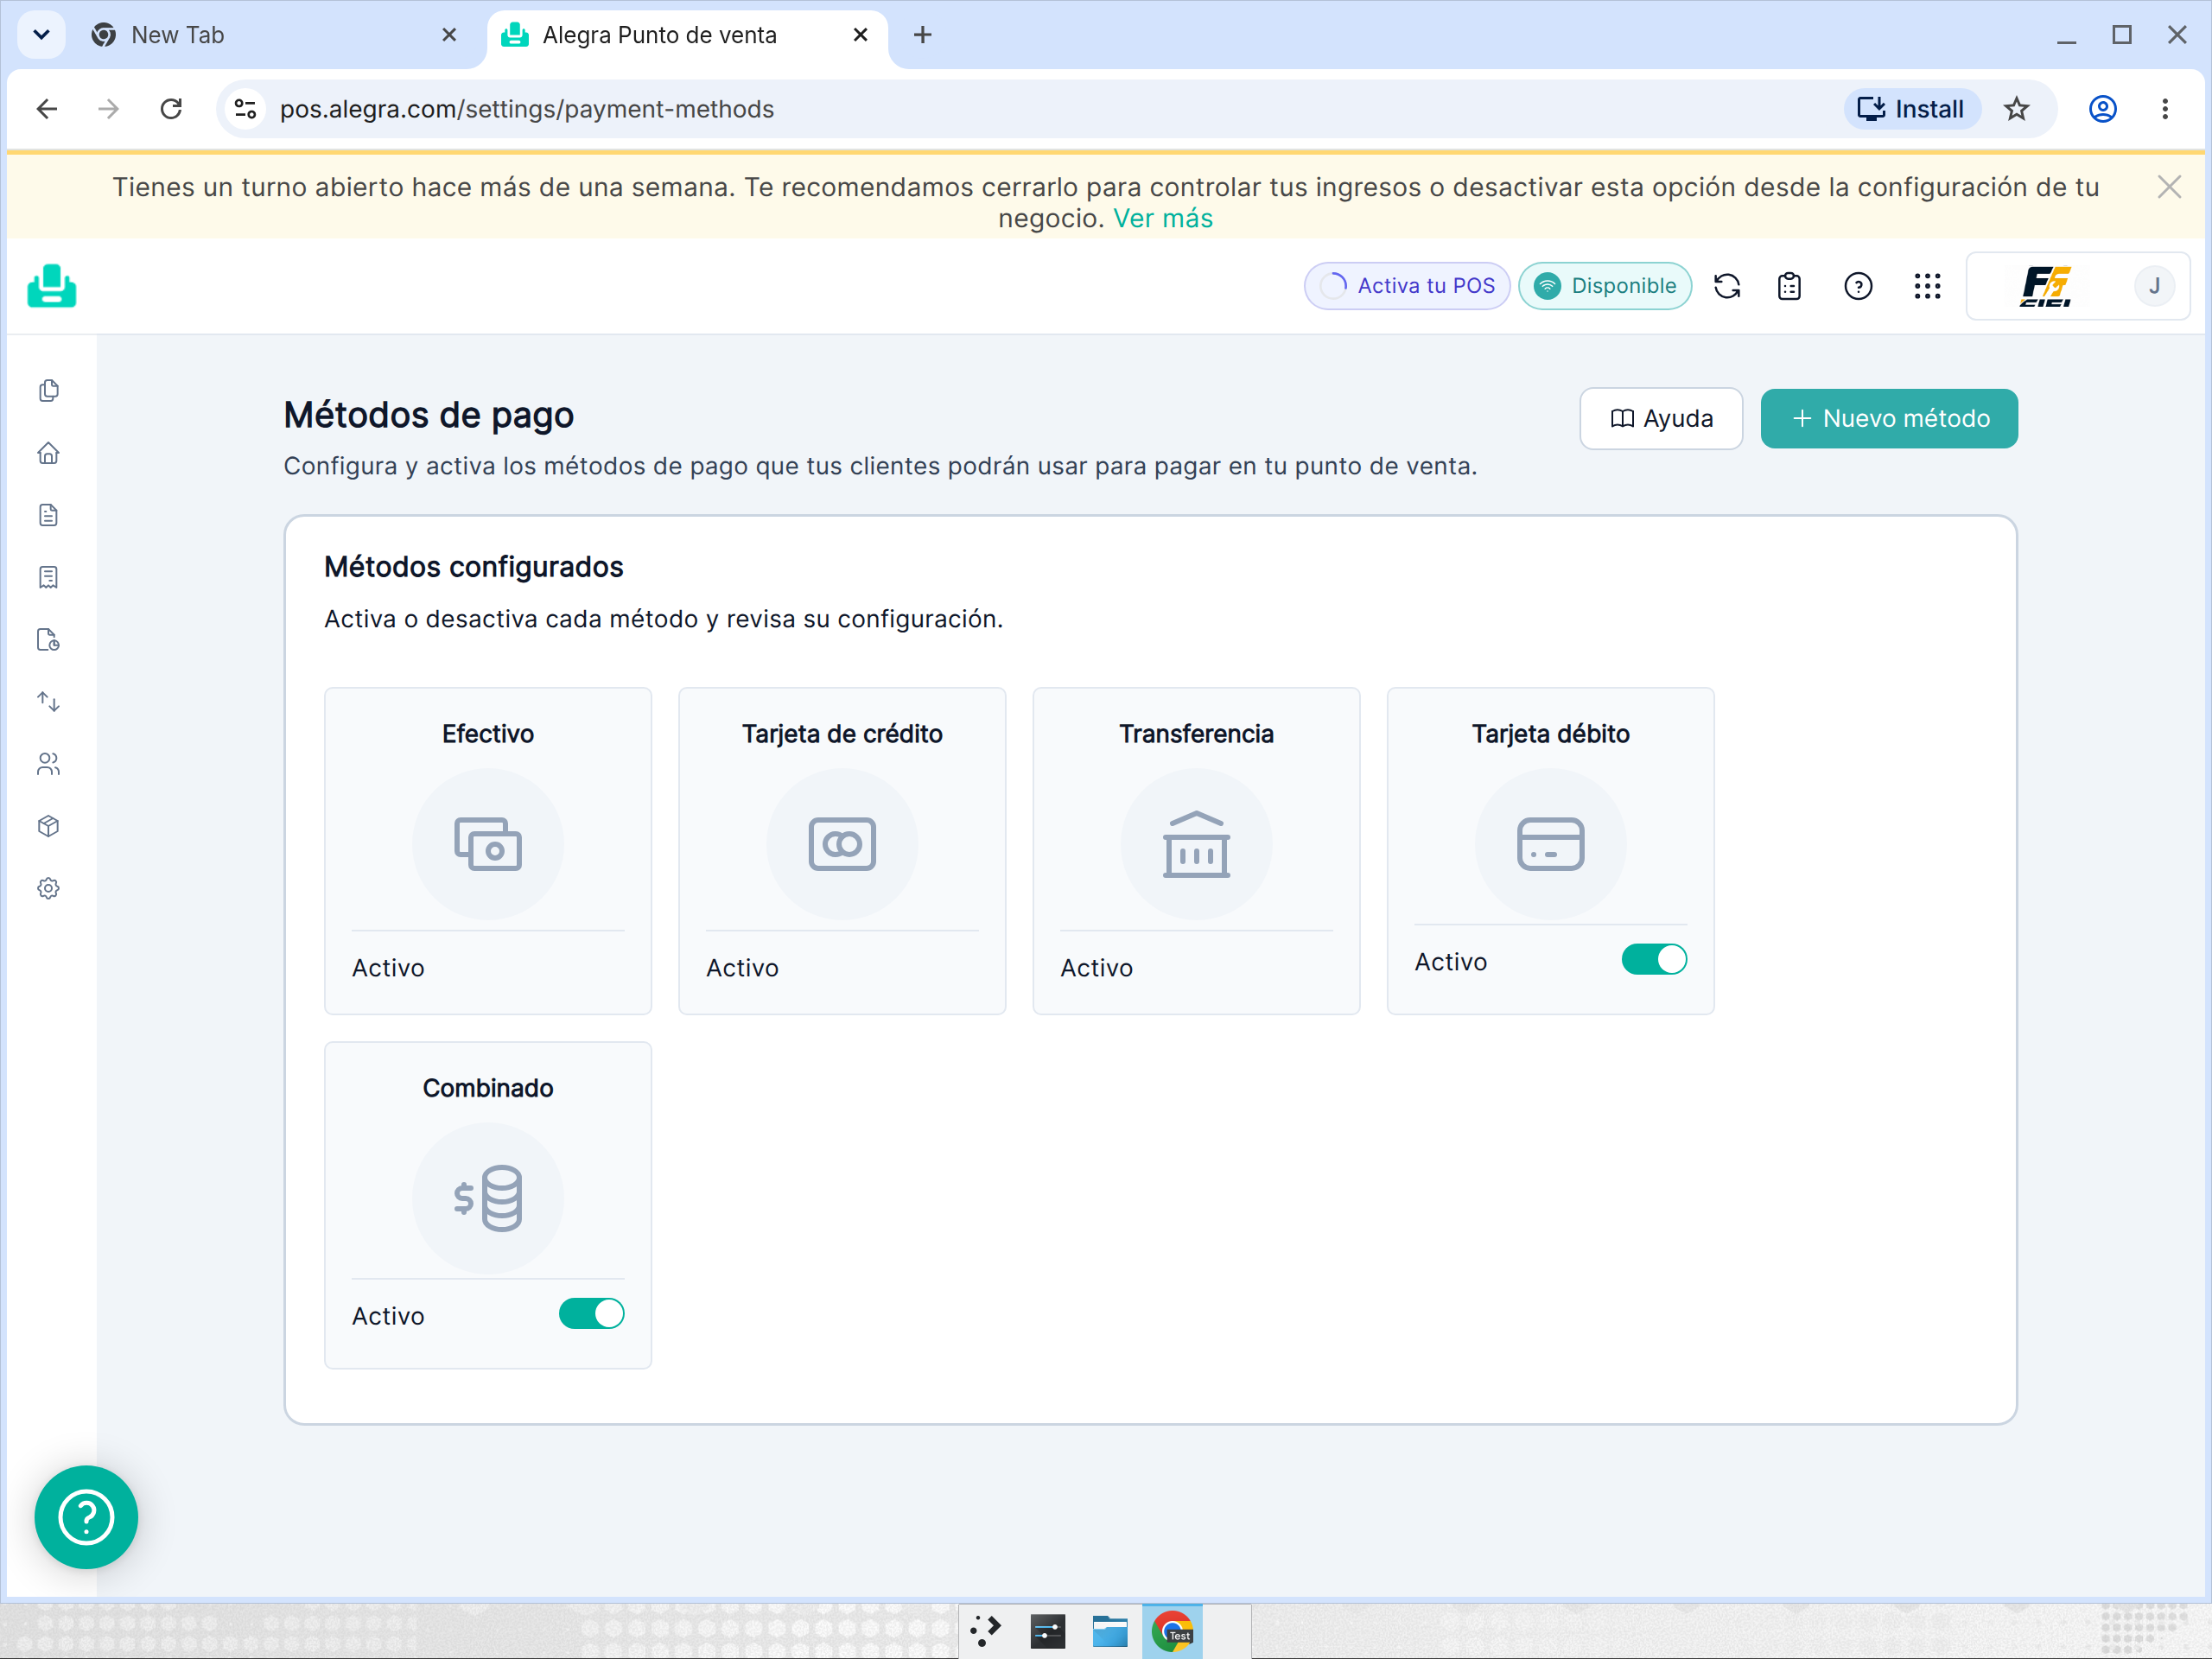 New Tab
Alegra Punto de venta
pos.alegra.com/settings/payment-methods
Install
Tienes un turno abierto hace más de una semana. Te recomendamos cerrarlo para controlar tus ingresos o desactivar esta opción desde la configuración de tu
negocio. Ver más
Activa tu POS
Disponible
J
Métodos de pago
Ayuda
Nuevo método
Configura y activa los métodos de pago que tus clientes podrán usar para pagar en tu punto de venta.
Métodos configurados
Activa o desactiva cada método y revisa su configuración.
Efectivo
Tarjeta de crédito
Transferencia
Tarjeta débito
Activo
Activo
Activo
Activo
Combinado
Activo
Test